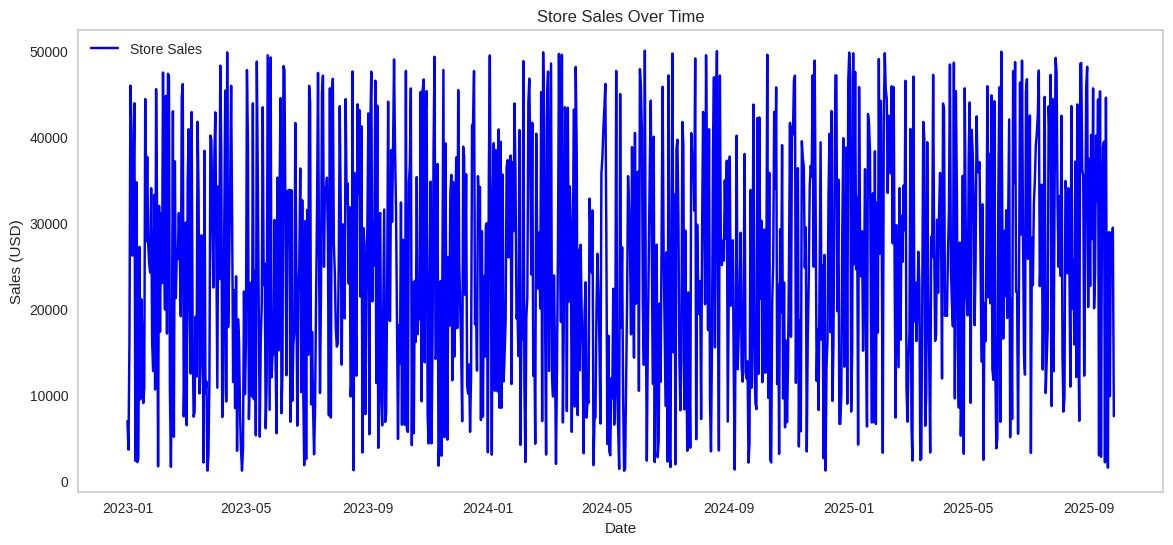 Store Sales Over Time
Store Sales
50000
40000
30000
20000
10000
0
Sales (USD)
2023-01 2023-05 2023-09 2024-01 2024-05 2024-09 2025-01 2025-05 2025-09
Date